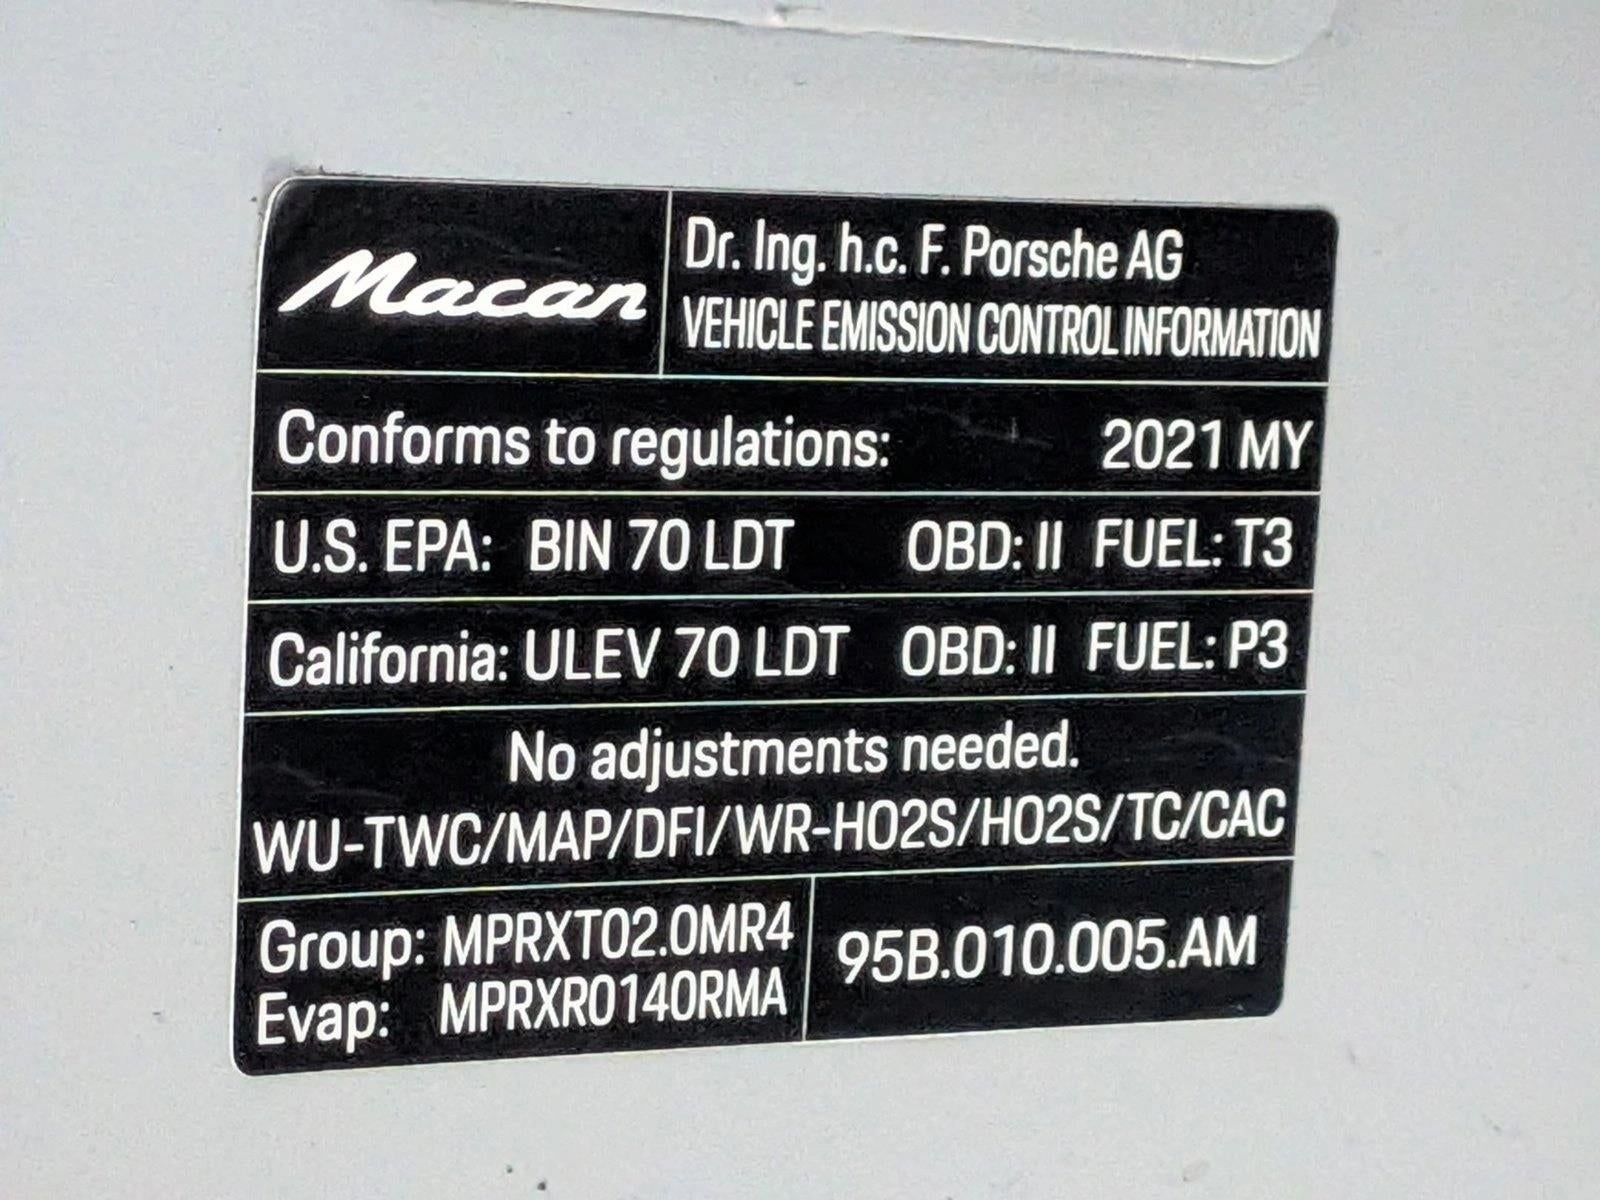 Macan
Dr. Ing. h.c. F. Porsche AG
VEHICLE EMISSION CONTROL INFORMATION
Conforms to regulations: 2021 MY
U.S. EPA: BIN 70 LDT OBD: II FUEL: T3
California: ULEV 70 LDT OBD: II FUEL: P3
No adjustments needed.
WU-TWC/MAP/DFI/WR-HO2S/HO2S/TC/CAC
Group: MPRXT02.0MR4
Evap: MPRXR0140RMA
95B.010.005.AM